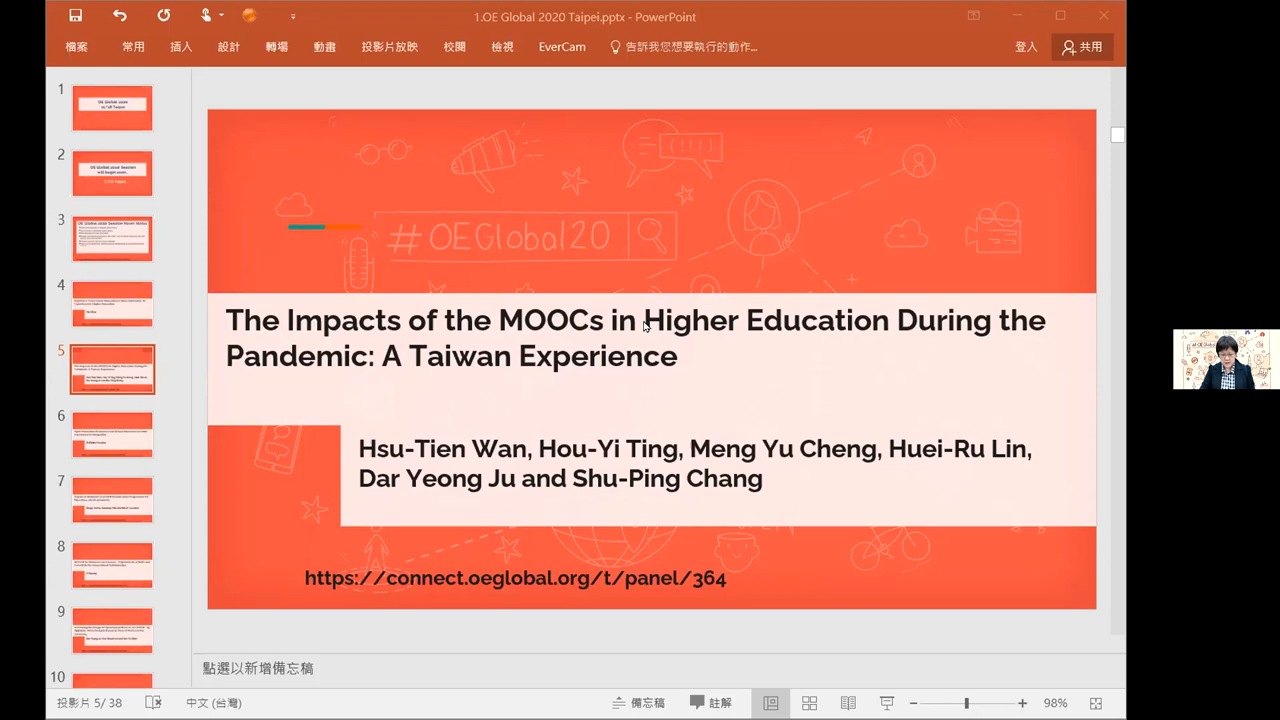 1.OE Global 2020 Taipei.pptx - PowerPoint
檔案 常用 插入 設計 轉場 動畫 投影片放映 校閱 檢視 EverCam 告訴我您想要執行的動作... 登入 共用
1
2
3
4
5
6
7
8
9
10
#OEGlobal20
The Impacts of the MOOCs in Higher Education During the
Pandemic: A Taiwan Experience
Hsu-Tien Wan, Hou-Yi Ting, Meng Yu Cheng, Huei-Ru Lin,
Dar Yeong Ju and Shu-Ping Chang
https://connect.oeglobal.org/t/panel/364
點選以新增備忘稿
投影片 5/ 38 中文 (台灣) 備忘稿 註解 98%